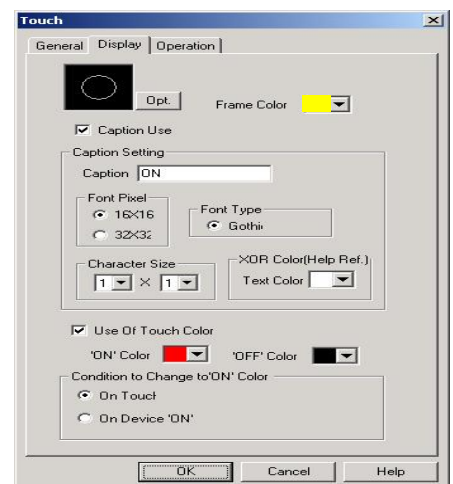 Touch
General Display Operation
Opt. Frame Color
Caption Use
Caption Setting
Caption ON
Font Pixel
16X16
32X32
Font Type
Gothi
Character Size
1 X 1
XOR Color(Help Ref.)
Text Color
Use Of Touch Color
'ON' Color 'OFF' Color
Condition to Change to'ON' Color
On Touch
On Device 'ON'
OK Cancel Help